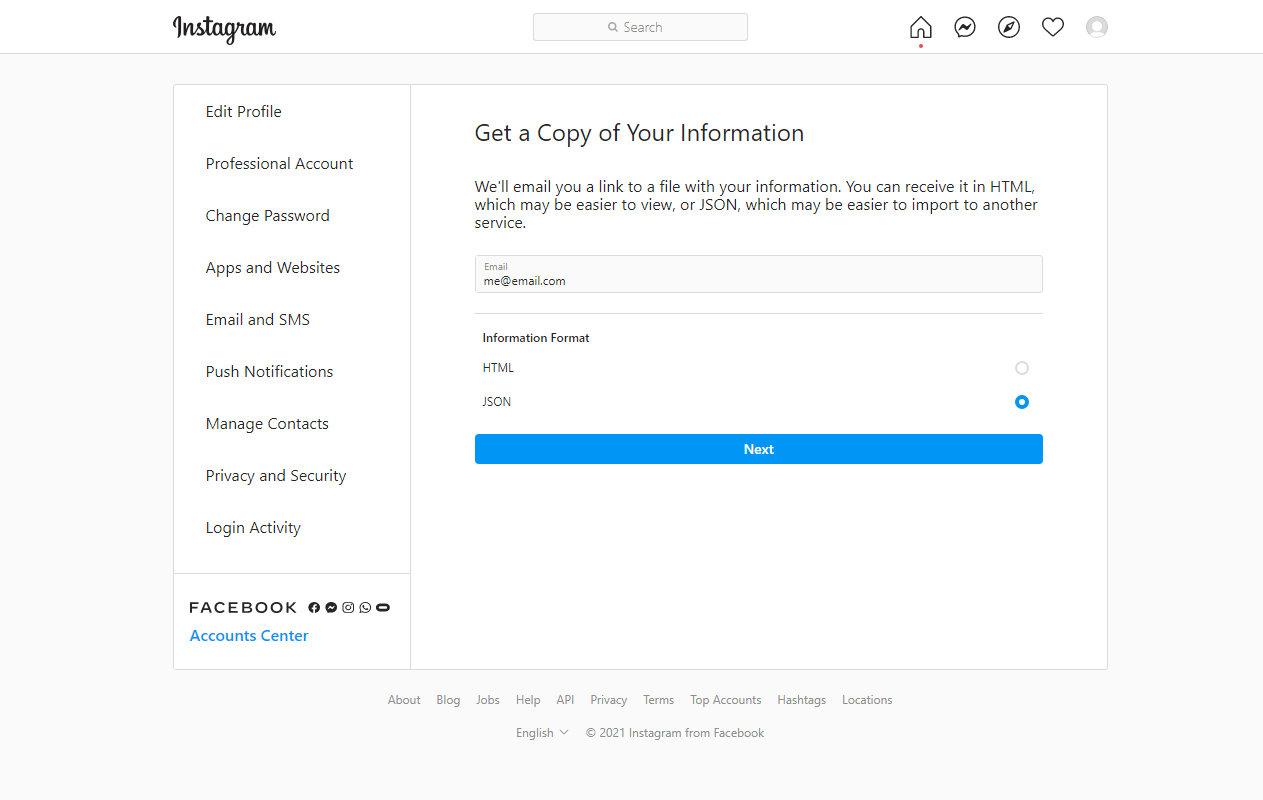 Instagram
Search
Edit Profile
Professional Account
Change Password
Apps and Websites
Email and SMS
Push Notifications
Manage Contacts
Privacy and Security
Login Activity
FACEBOOK
Accounts Center
Get a Copy of Your Information
We'll email you a link to a file with your information. You can receive it in HTML,
which may be easier to view, or JSON, which may be easier to import to another
service.
Email
me@email.com
Information Format
HTML
JSON
Next
About Blog Jobs Help API Privacy Terms Top Accounts Hashtags Locations
English © 2021 Instagram from Facebook